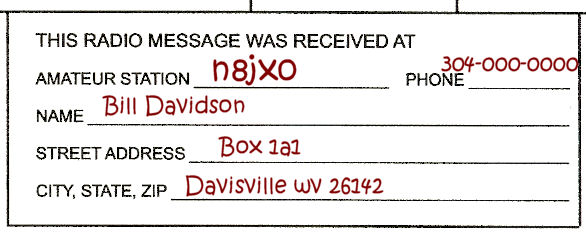 THIS RADIO MESSAGE WAS RECEIVED AT
AMATEUR STATION n8jxo PHONE 304-000-0000
NAME Bill Davidson
STREET ADDRESS Box 1a1
CITY, STATE, ZIP Davisville wv 26142